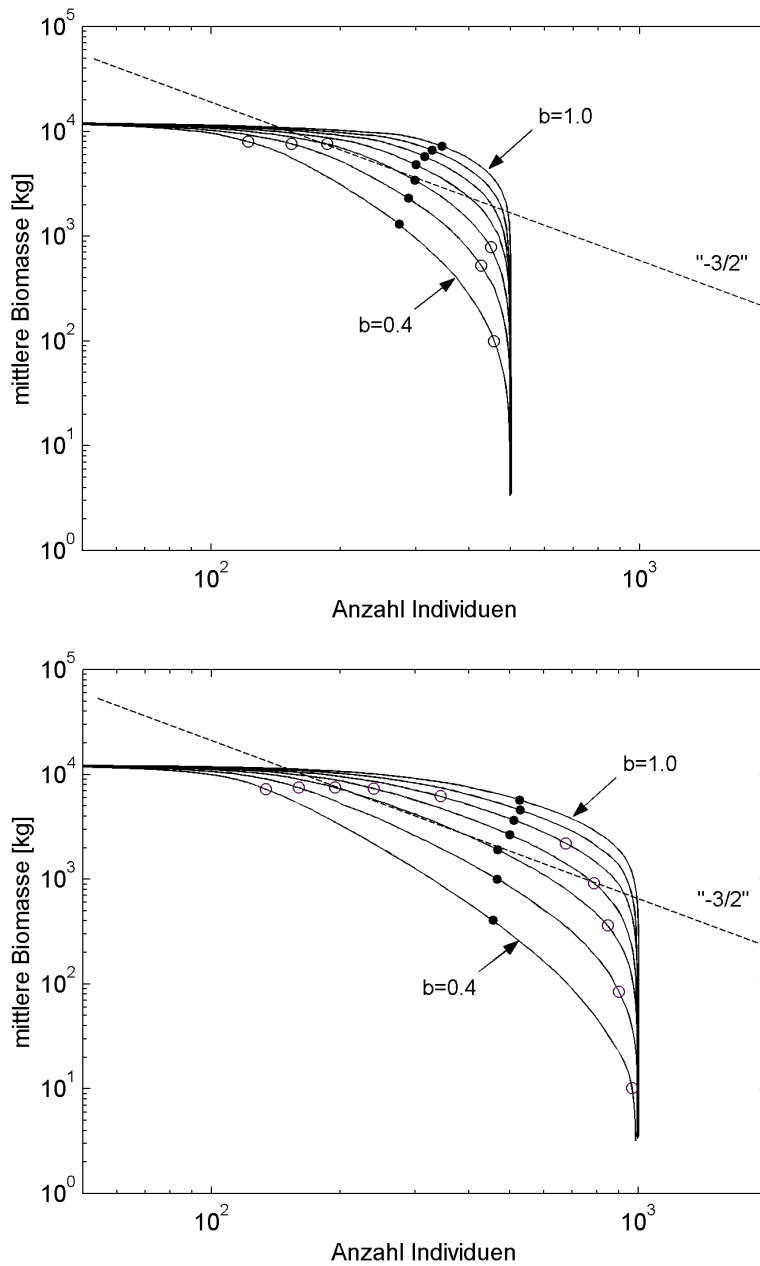 10^5
10^4
10^3
10^2
10^1
10^0
mittlere Biomasse [kg]
b=1.0
"-3/2"
b=0.4
10^2
10^3
Anzahl Individuen
10^5
10^4
10^3
10^2
10^1
10^0
mittlere Biomasse [kg]
b=1.0
"-3/2"
b=0.4
10^2
10^3
Anzahl Individuen